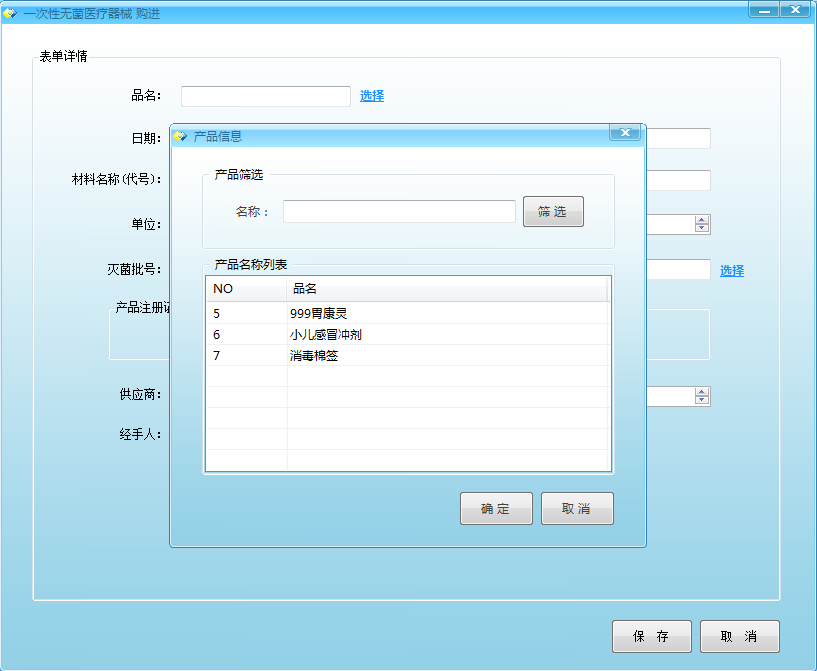 一次性无菌医疗器械 购进
表单详情
品名:
选择
日期:
产品信息
材料名称(代号):
产品筛选
名称:
筛 选
单位:
灭菌批号:
选择
产品名称列表
NO 品名
产品注册
5 999胃康灵
6 小儿感冒冲剂
7 消毒棉签
供应商:
经手人:
确 定
取 消
保 存
取 消